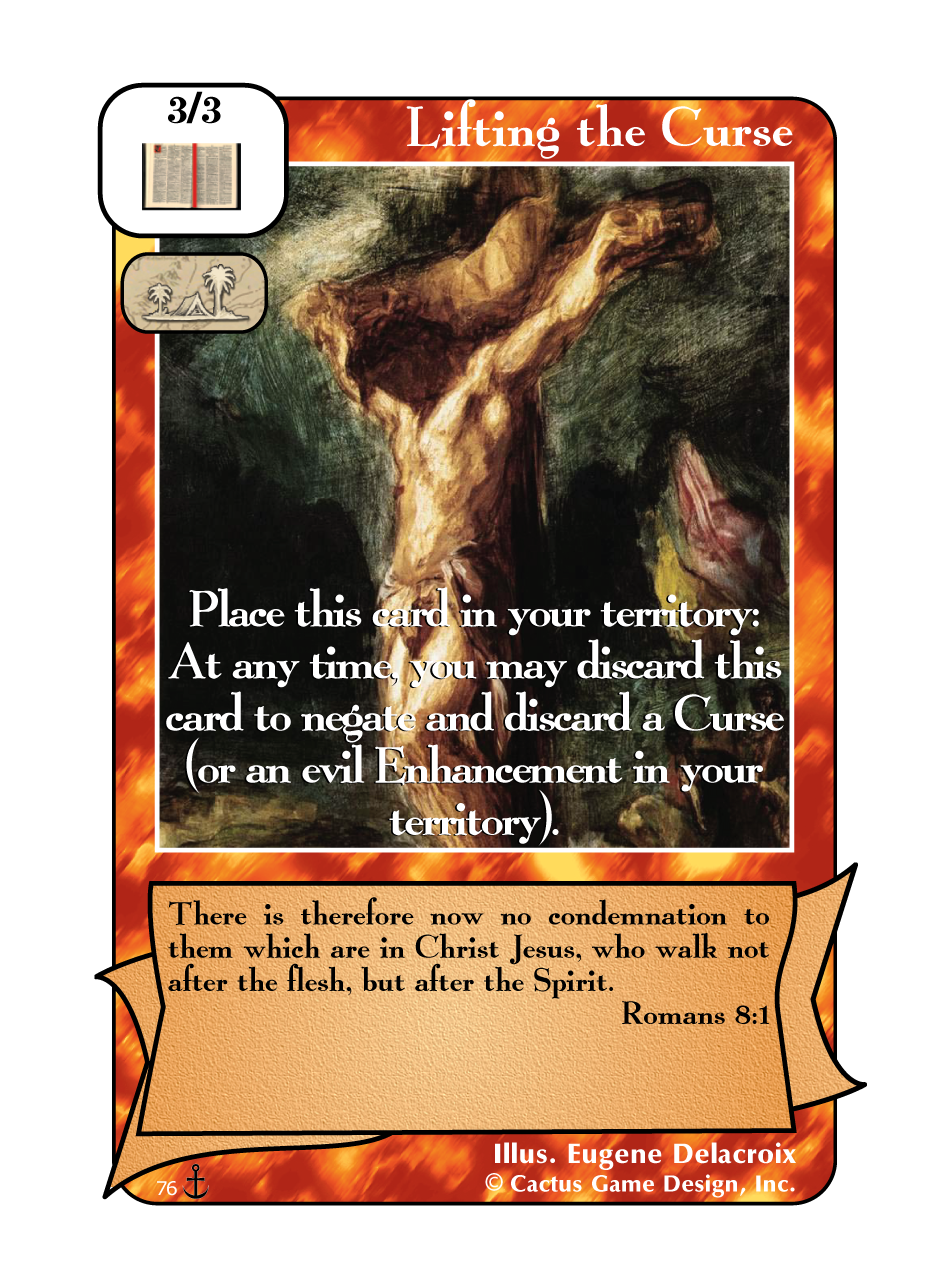 3/3
Lifting the Curse
Place this card in your territory:
At any time, you may discard this
card to negate and discard a Curse
(or an evil Enhancement in your
territory).
There is therefore now no condemnation to
them which are in Christ Jesus, who walk not
after the flesh, but after the Spirit.
Romans 8:1
Illus. Eugene Delacroix
76
© Cactus Game Design, Inc.